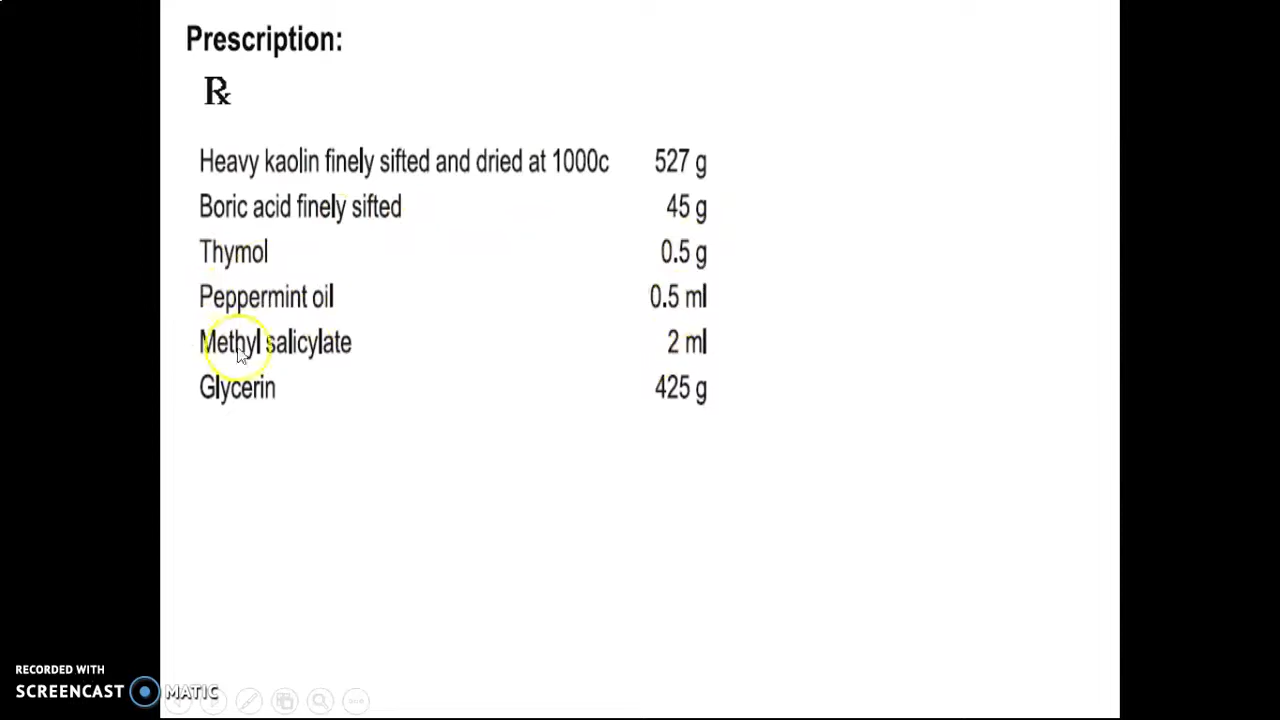 Prescription:
℞
Heavy kaolin finely sifted and dried at 1000c 527 g
Boric acid finely sifted 45 g
Thymol 0.5 g
Peppermint oil 0.5 ml
Methyl salicylate 2 ml
Glycerin 425 g
RECORDED WITH
SCREENCAST MATIC